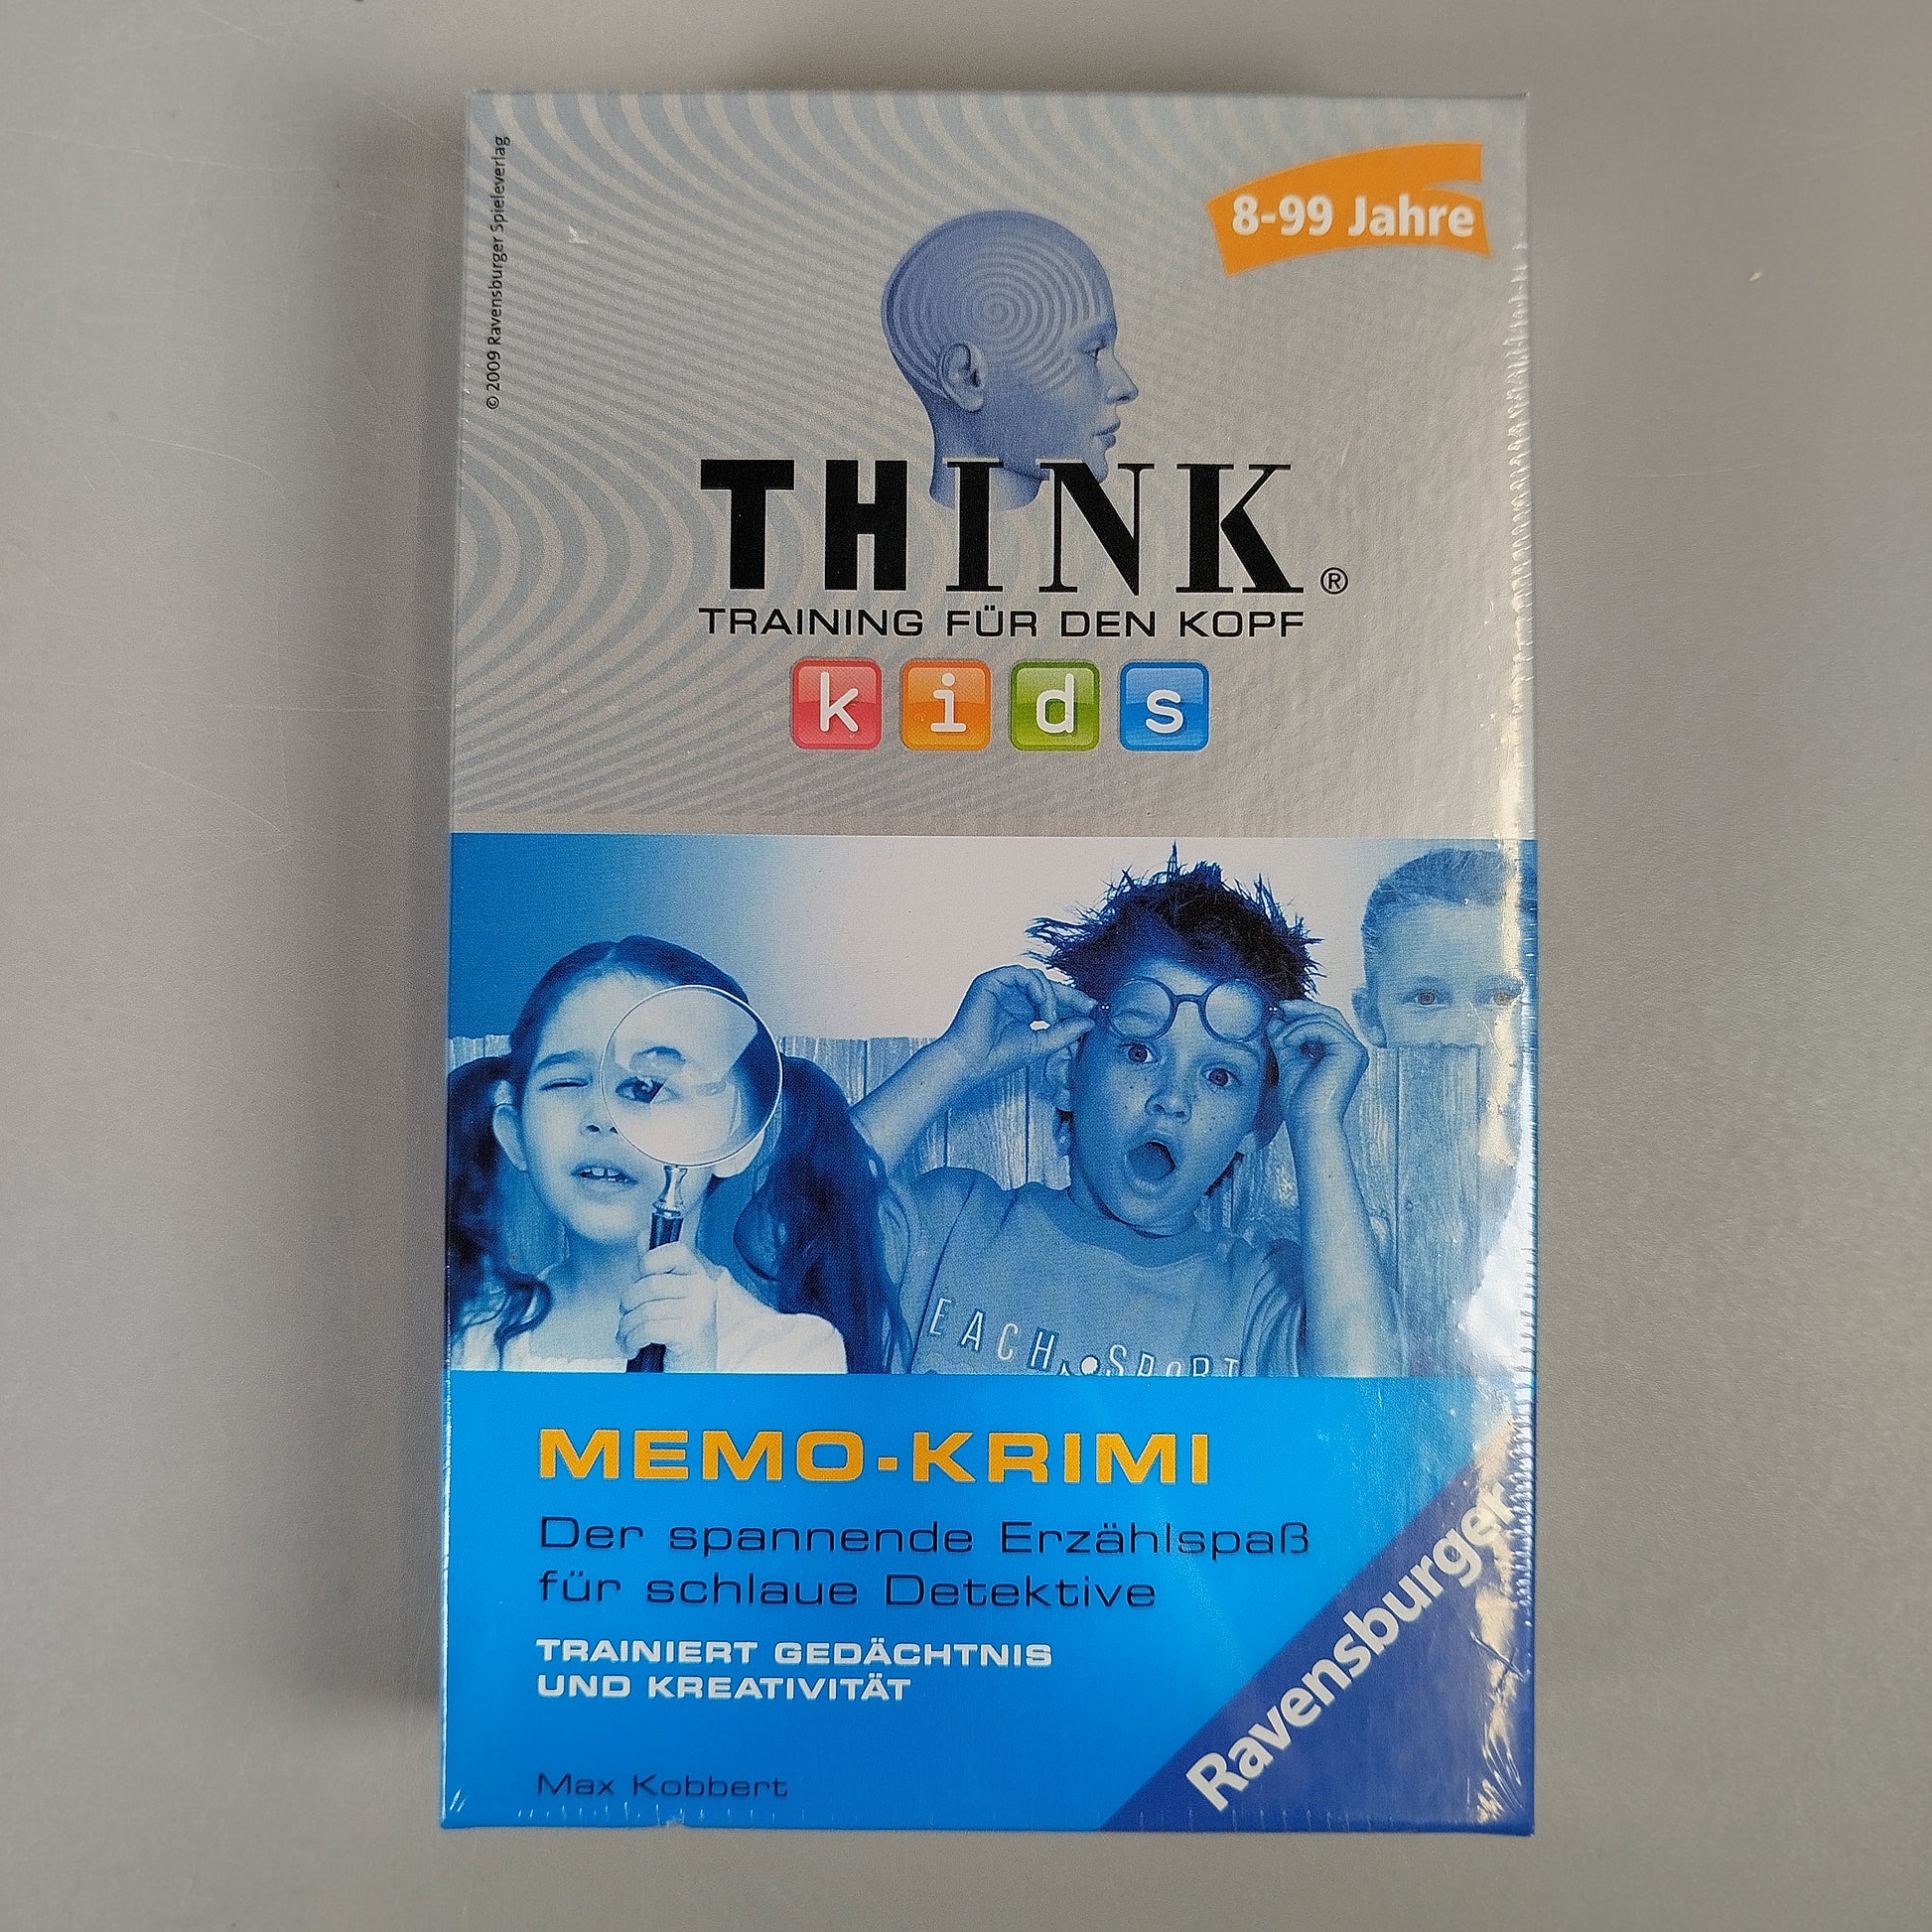 © 2009 Ravensburger Spieleverlag
8-99 Jahre
THINK®
TRAINING FÜR DEN KOPF
kids
EACH SPORT
MEMO-KRIMI
Der spannende Erzählspaß
für schlaue Detektive
TRAINIERT GEDÄCHTNIS
UND KREATIVITÄT
Max Kobbert
Ravensburger